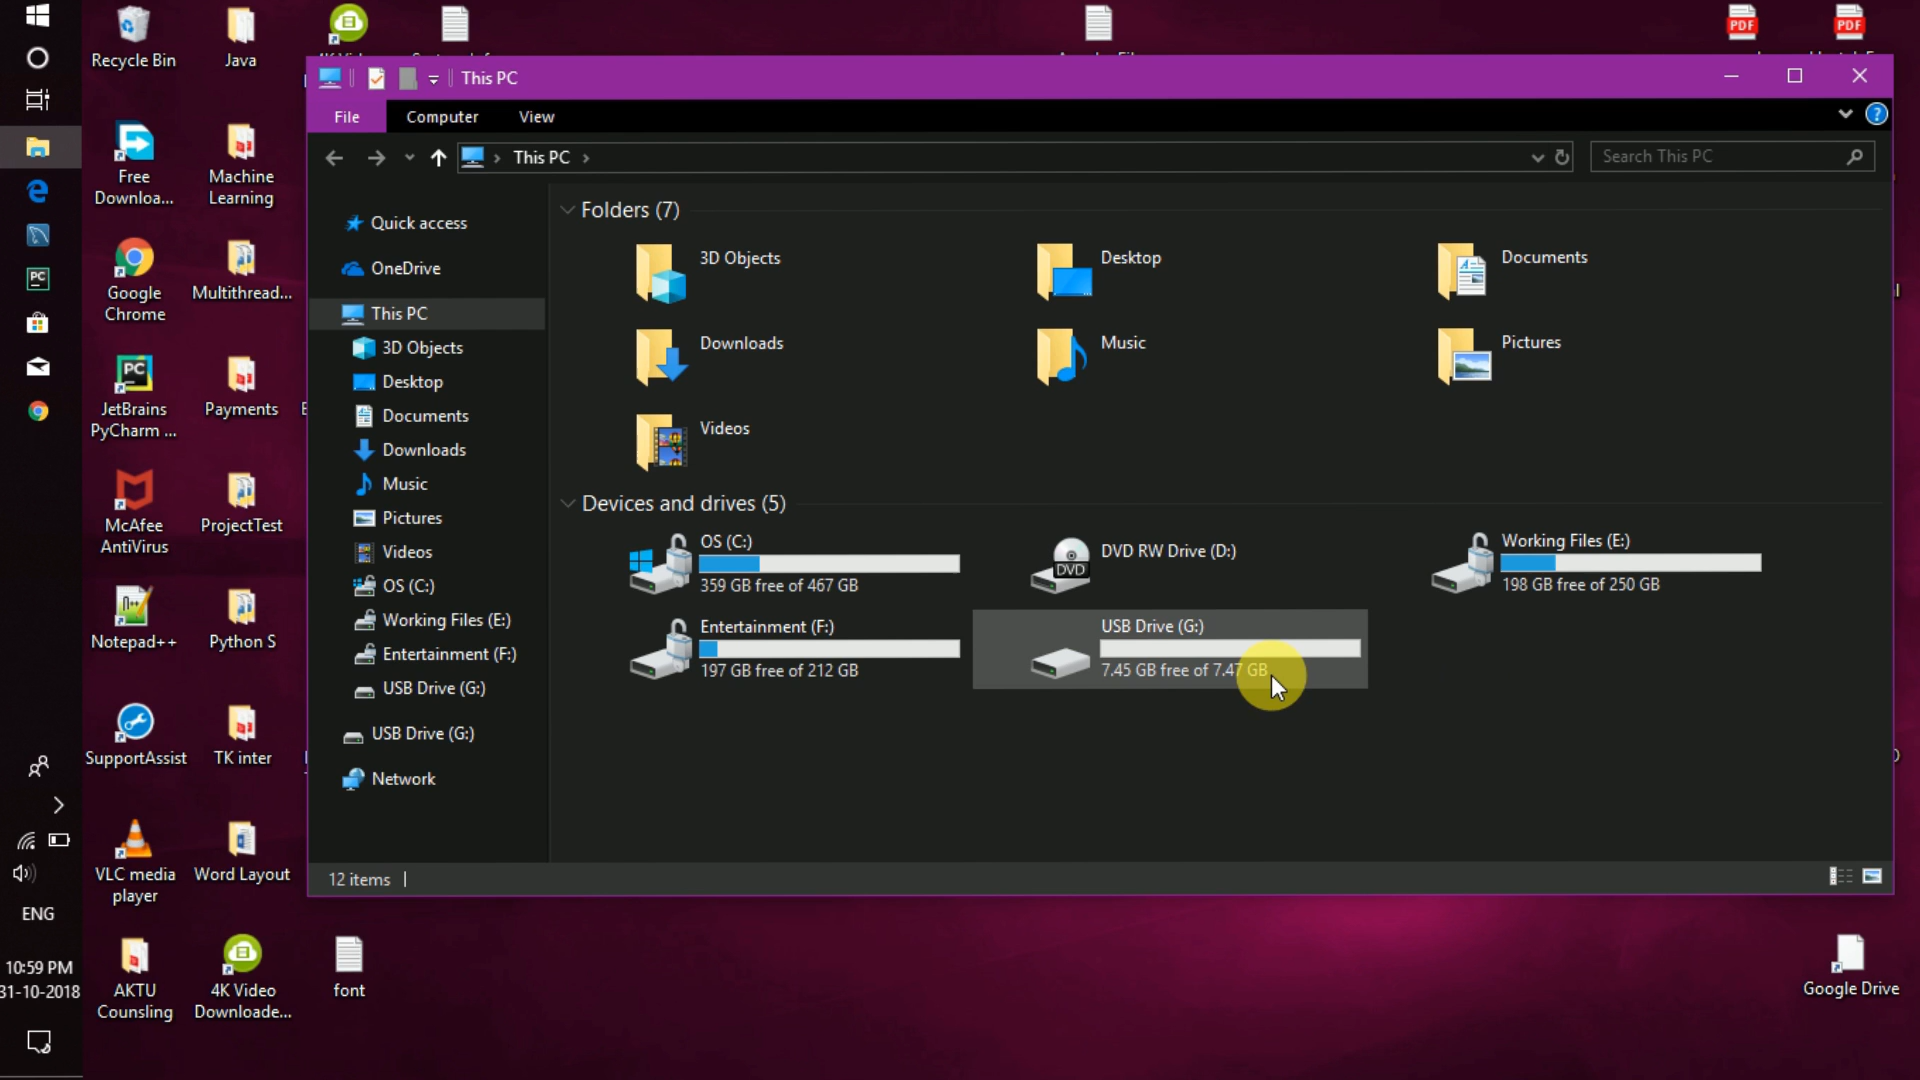 Recycle Bin
Java
This PC
File
Computer
View
This PC
Search This PC
Free
Downloa...
Machine
Learning
Google
Chrome
Multithread...
JetBrains
PyCharm ...
Payments
McAfee
AntiVirus
ProjectTest
Notepad++
Python S
SupportAssist
TK inter
VLC media
player
Word Layout
AKTU
Counsling
4K Video
Downloade...
font
Google Drive
PDF
PDF
Quick access
OneDrive
This PC
3D Objects
Desktop
Documents
Downloads
Music
Pictures
Videos
OS (C:)
Working Files (E:)
Entertainment (F:)
USB Drive (G:)
USB Drive (G:)
Network
Folders (7)
3D Objects
Desktop
Documents
Downloads
Music
Pictures
Videos
Devices and drives (5)
OS (C:)
359 GB free of 467 GB
DVD RW Drive (D:)
DVD
Working Files (E:)
198 GB free of 250 GB
Entertainment (F:)
197 GB free of 212 GB
USB Drive (G:)
7.45 GB free of 7.47 GB
12 items
ENG
10:59 PM
31-10-2018